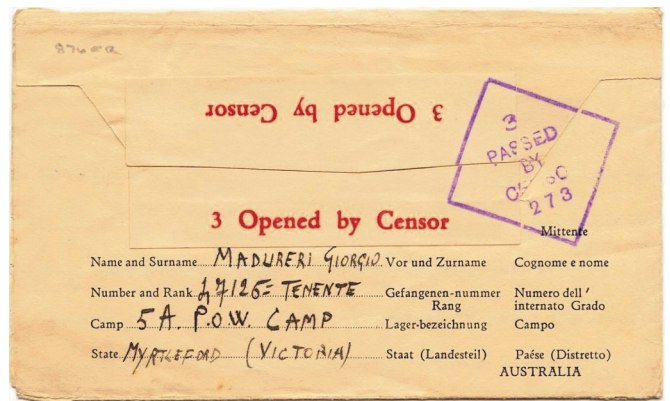 3 Opened by Censor
3
PASSED
BY
273
3 Opened by Censor
Mittente
Name and Surname MADURERI GIORGIO Vor und Zurname Cognome e nome
Number and Rank 47126= TENENTE Gefangenen-nummer Numero dell'
Rang internato Grado
Camp 5A. P.O.W. CAMP Lager-bezeichnung Campo
State MYRTLEFORD (VICTORIA) Staat (Landesteil) Paése (Distretto)
AUSTRALIA